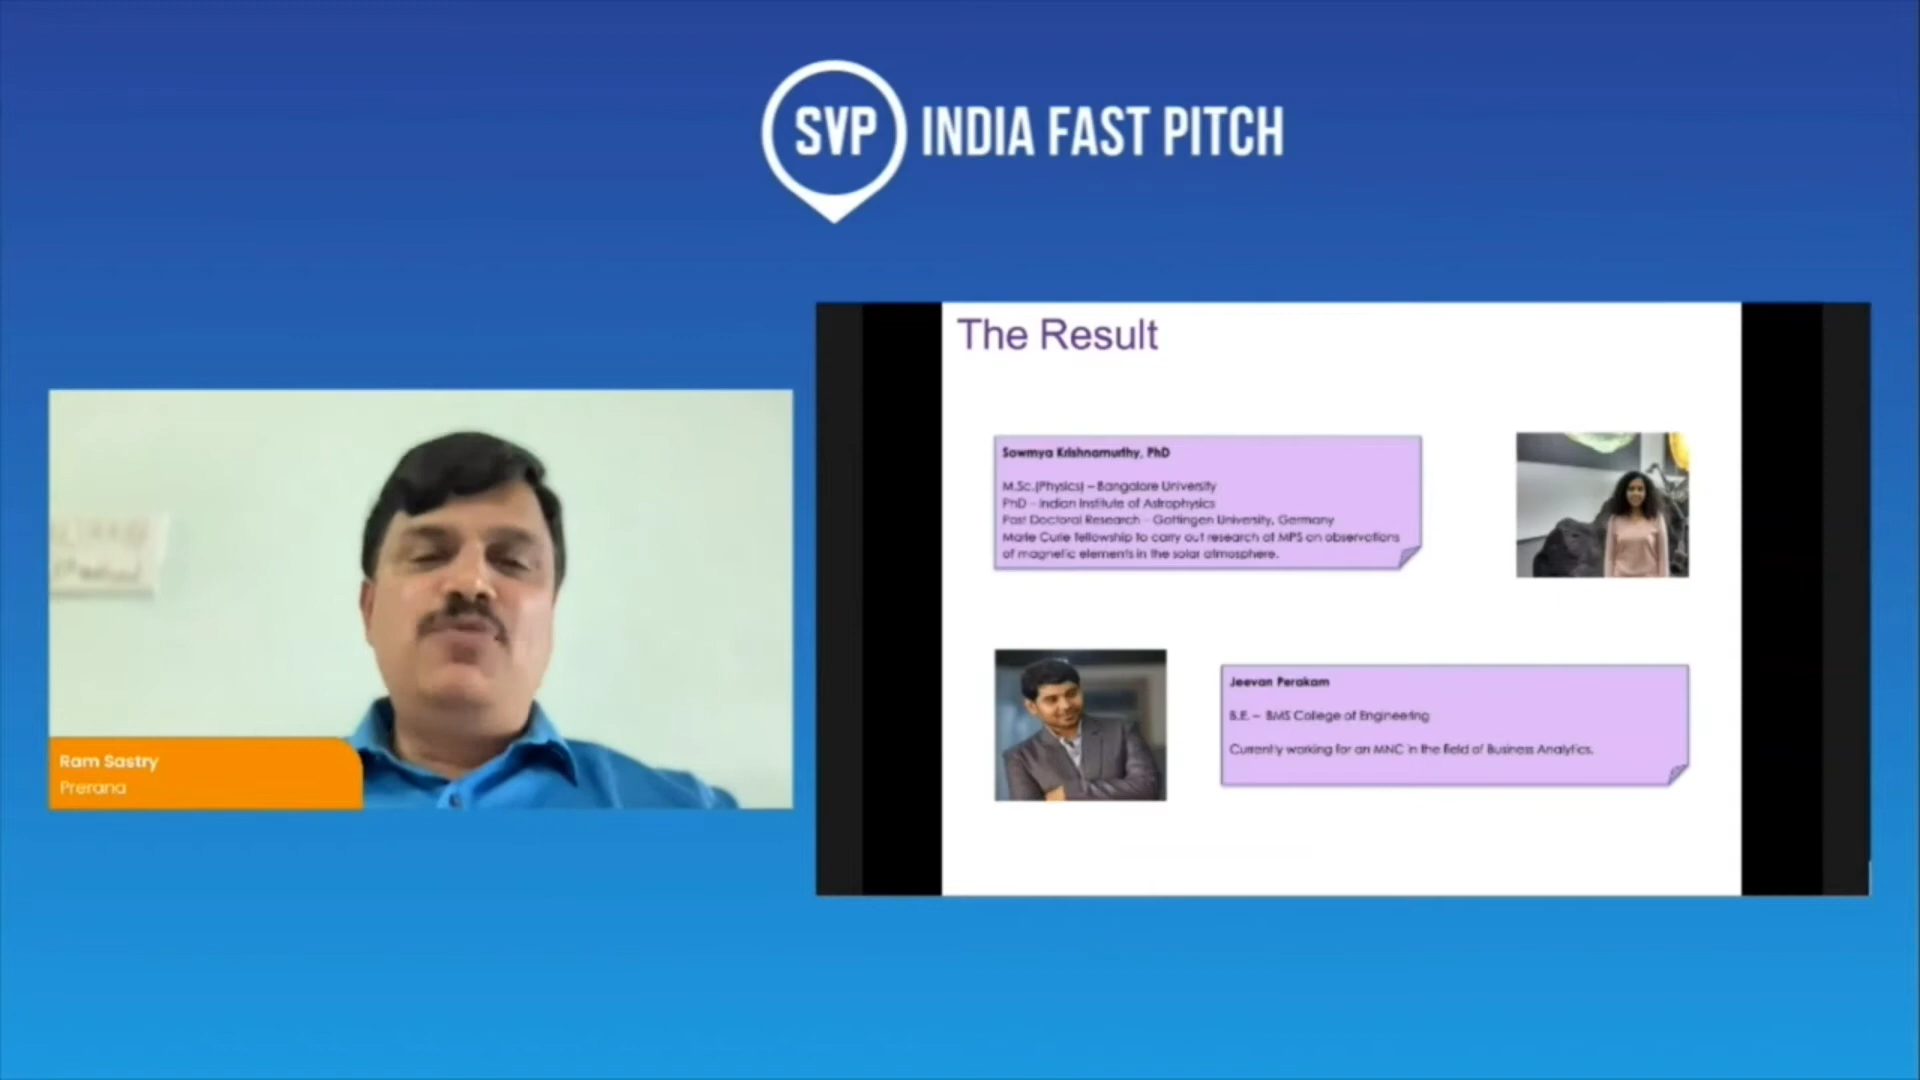 SVP INDIA FAST PITCH
The Result
Sowmya Krishnamurthy, PhD
M.Sc.(Physics) – Bangalore University
PhD – Indian Institute of Astrophysics
Post Doctoral Research – Gottingen University, Germany
Marie Curie fellowship to carry out research at MPS on observations
of magnetic elements in the solar atmosphere.
Jeevan Perakam
B.E. – BMS College of Engineering
Currently working for an MNC in the field of Business Analytics.
Ram Sastry
Prerana